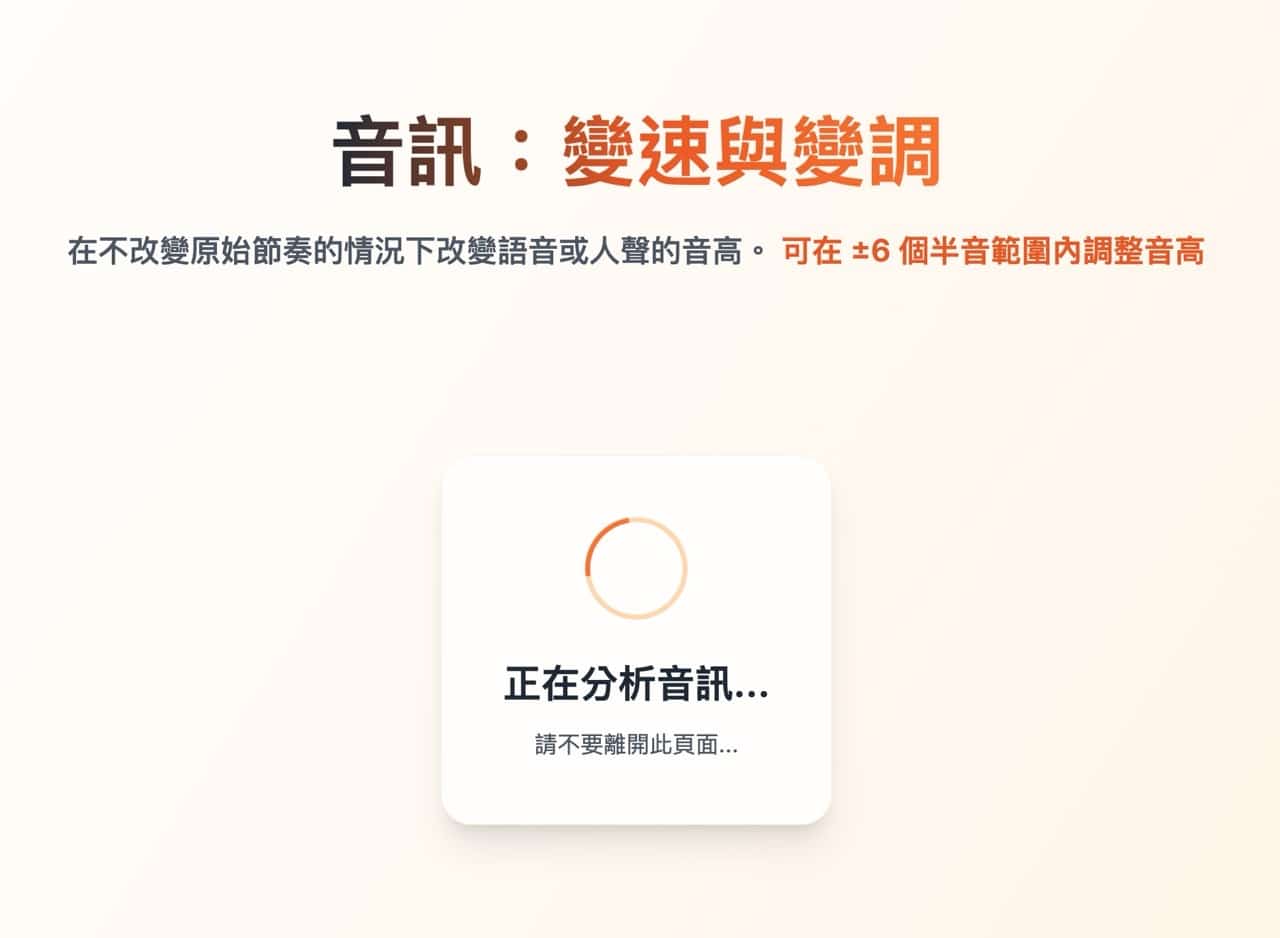 音訊：變速與變調
在不改變原始節奏的情況下改變語音或人聲的音高。 可在 ±6 個半音範圍內調整音高
正在分析音訊...
請不要離開此頁面...